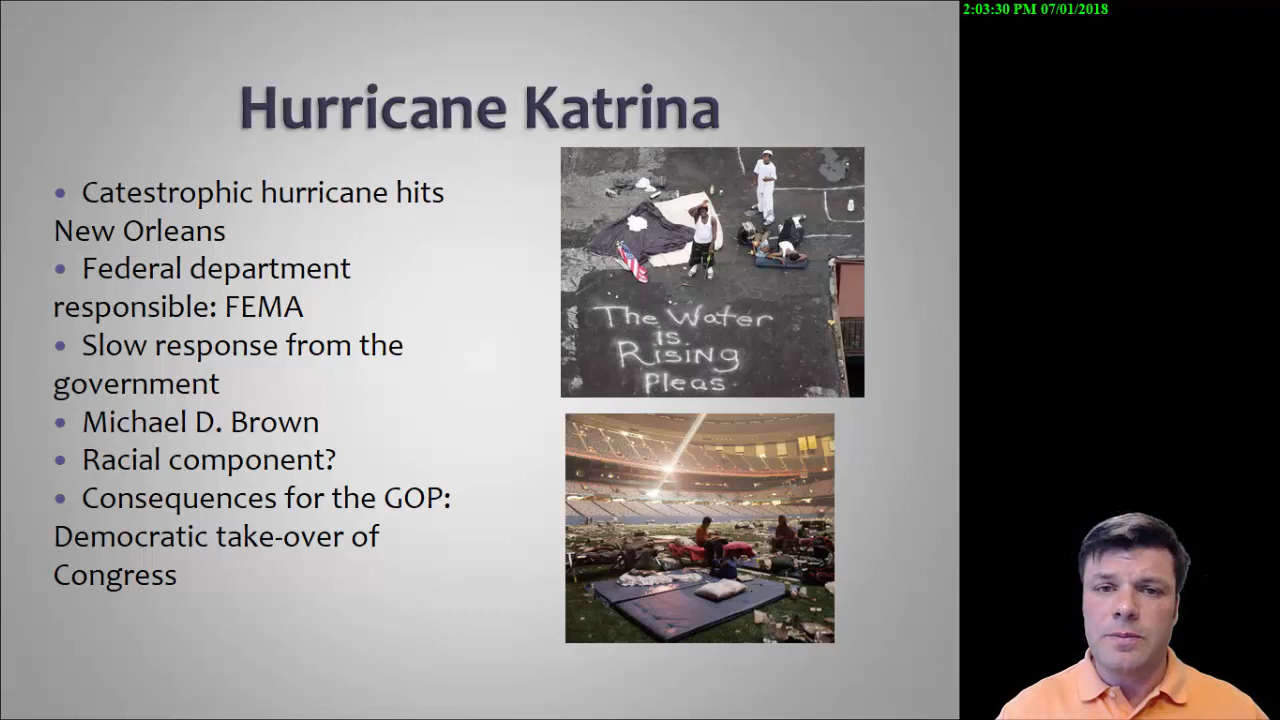 2:03:30 PM 07/01/2018
Hurricane Katrina
• Catestrophic hurricane hits
New Orleans
• Federal department
responsible: FEMA
• Slow response from the
government
• Michael D. Brown
• Racial component?
• Consequences for the GOP:
Democratic take-over of
Congress
The Water
is
Rising
Pleas